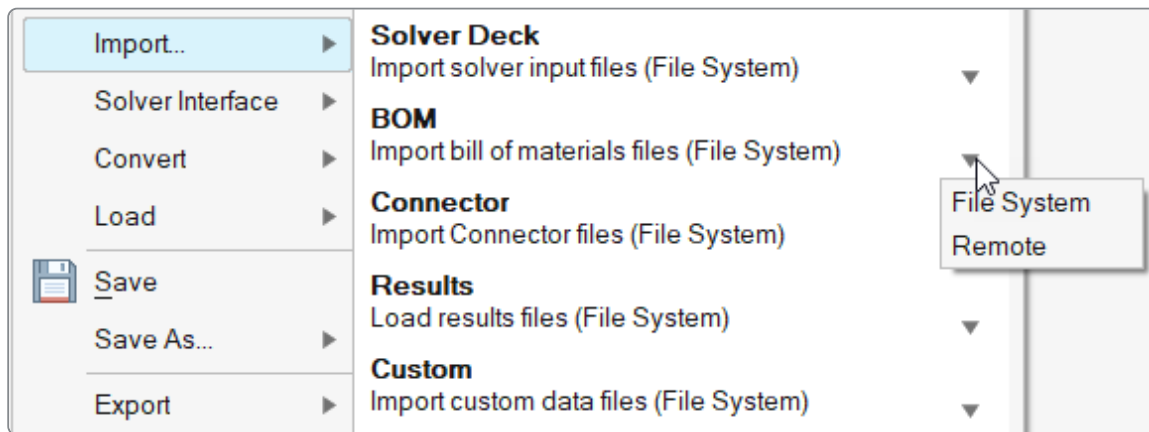 Import...
Solver Interface
Convert
Load
Save
Save As...
Export
Solver Deck
Import solver input files (File System)
BOM
Import bill of materials files (File System)
Connector
Import Connector files (File System)
Results
Load results files (File System)
Custom
Import custom data files (File System)
File System
Remote